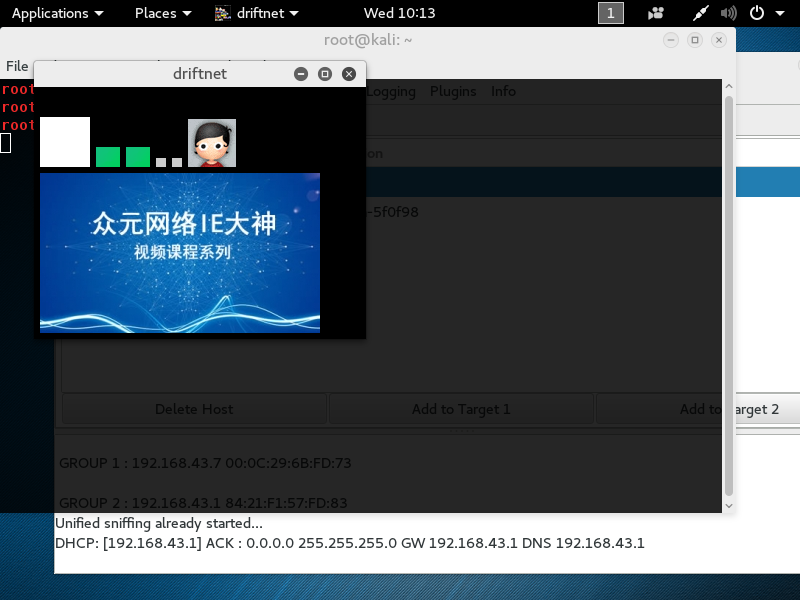 Applications Places driftnet Wed 10:13 1
root@kali: ~
File
driftnet
root
root
root
Logging Plugins Info
on
-5f0f98
众元网络IE大神
视频课程系列
Delete Host Add to Target 1 Add to Target 2
GROUP 1 : 192.168.43.7 00:0C:29:6B:FD:73
GROUP 2 : 192.168.43.1 84:21:F1:57:FD:83
Unified sniffing already started...
DHCP: [192.168.43.1] ACK : 0.0.0.0 255.255.255.0 GW 192.168.43.1 DNS 192.168.43.1